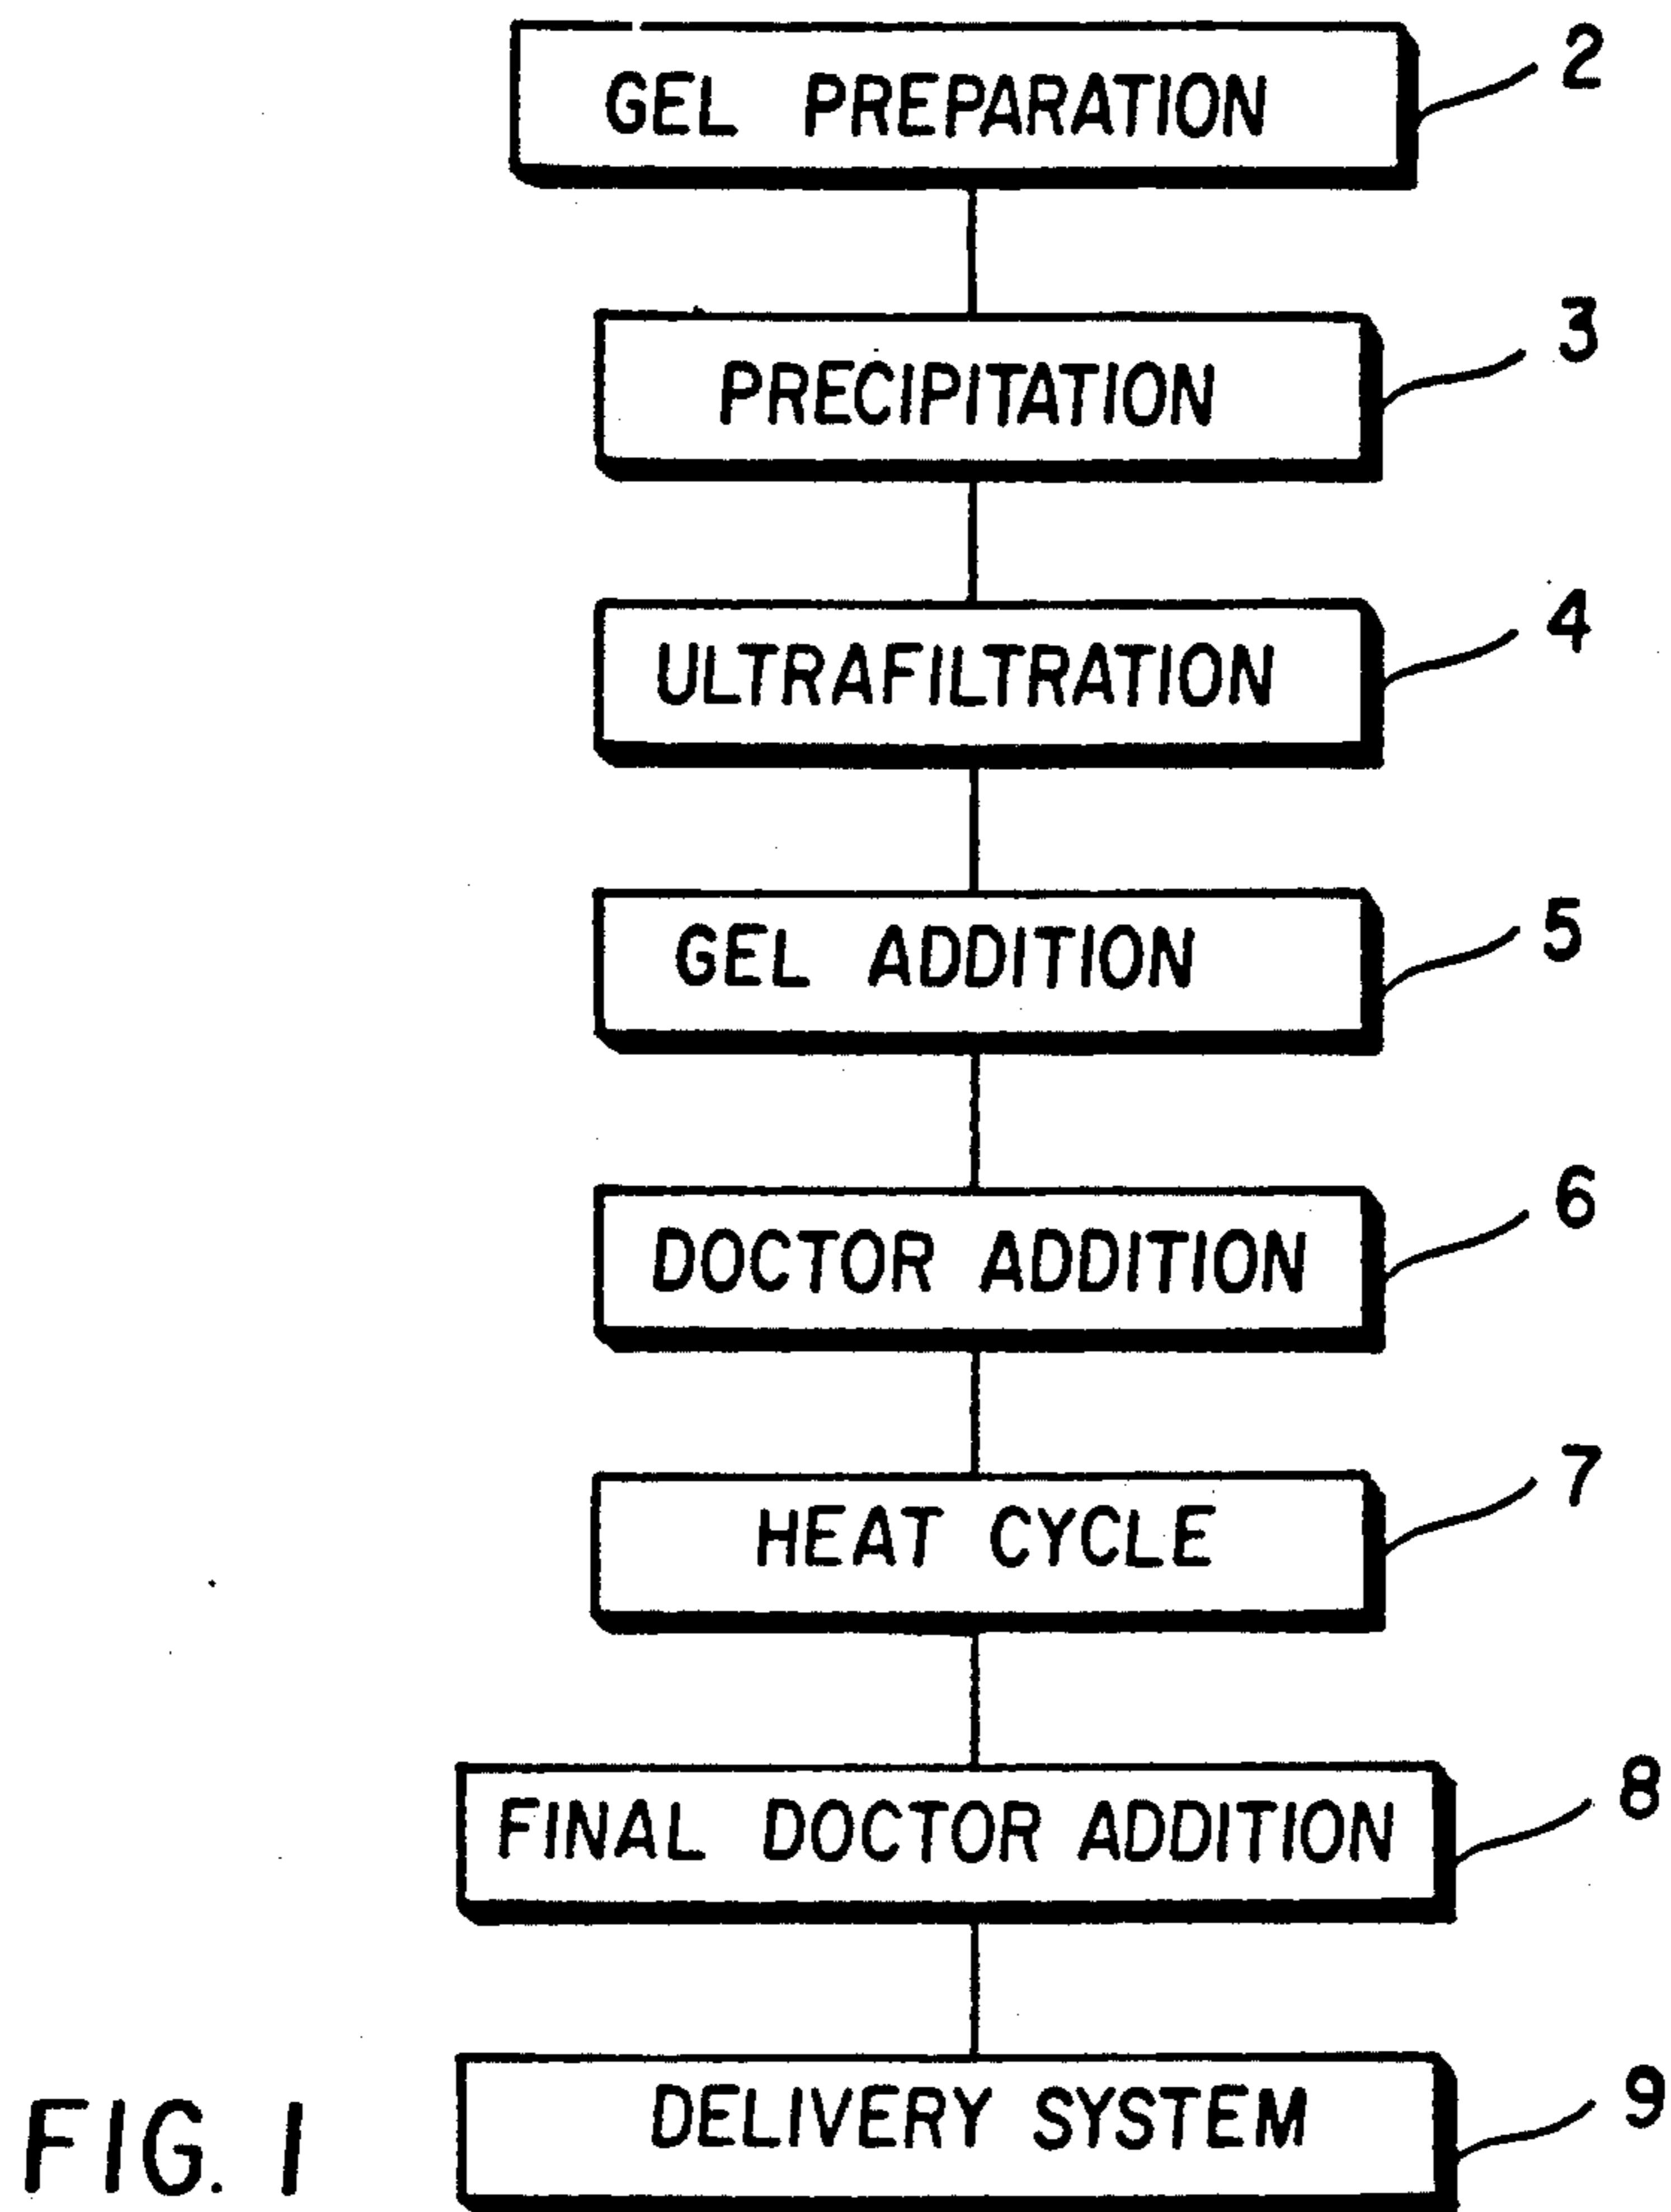 GEL PREPARATION 2
PRECIPITATION 3
ULTRAFILTRATION 4
GEL ADDITION 5
DOCTOR ADDITION 6
HEAT CYCLE 7
FINAL DOCTOR ADDITION 8
DELIVERY SYSTEM 9
FIG. 1